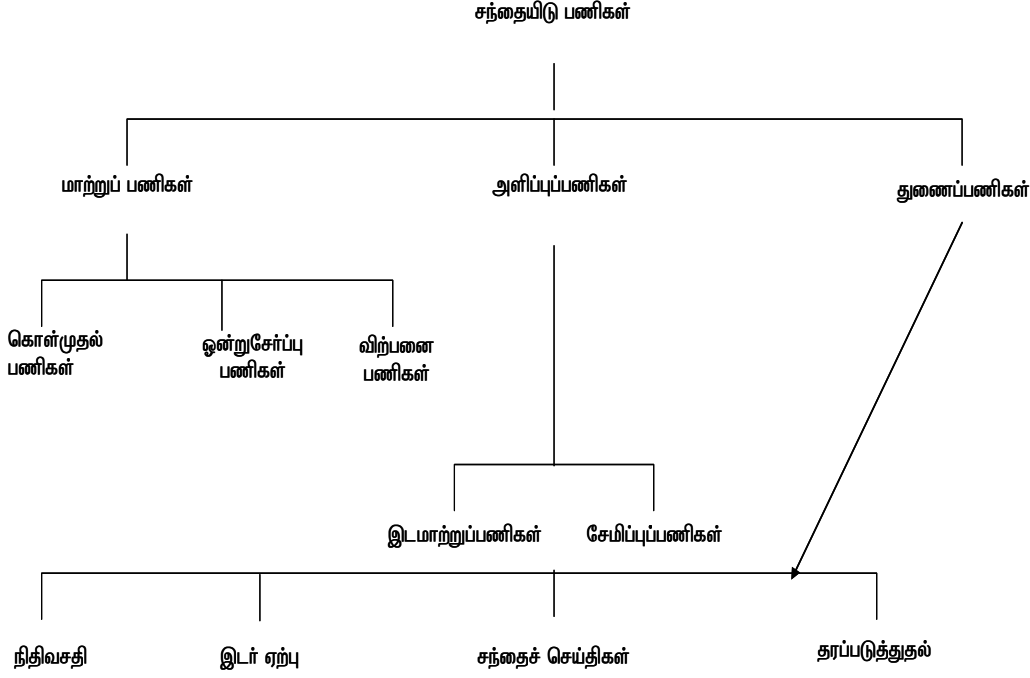 சந்தையிடு பணிகள்
மாற்றுப் பணிகள்
அளிப்புப்பணிகள்
துணைப்பணிகள்
கொள்முதல்
பணிகள்
ஒன்றுசேர்ப்பு
பணிகள்
விற்பனை
பணிகள்
இடமாற்றுப்பணிகள்
சேமிப்புப்பணிகள்
நிதிவசதி
இடர் ஏற்பு
சந்தைச் செய்திகள்
தரப்படுத்துதல்